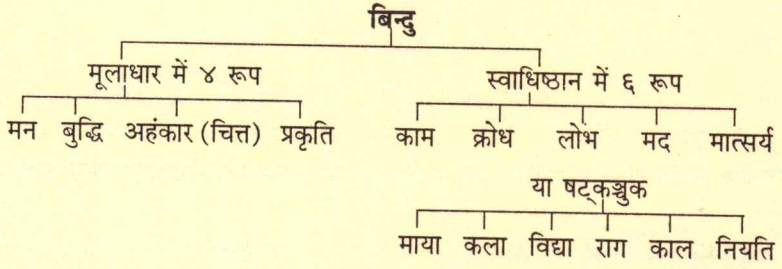 बिन्दु
मूलाधार में ४ रूप स्वाधिष्ठान में ६ रूप
मन बुद्धि अहंकार (चित्त) प्रकृति काम क्रोध लोभ मद मात्सर्य
या षट्कञ्चुक
माया कला विद्या राग काल नियति